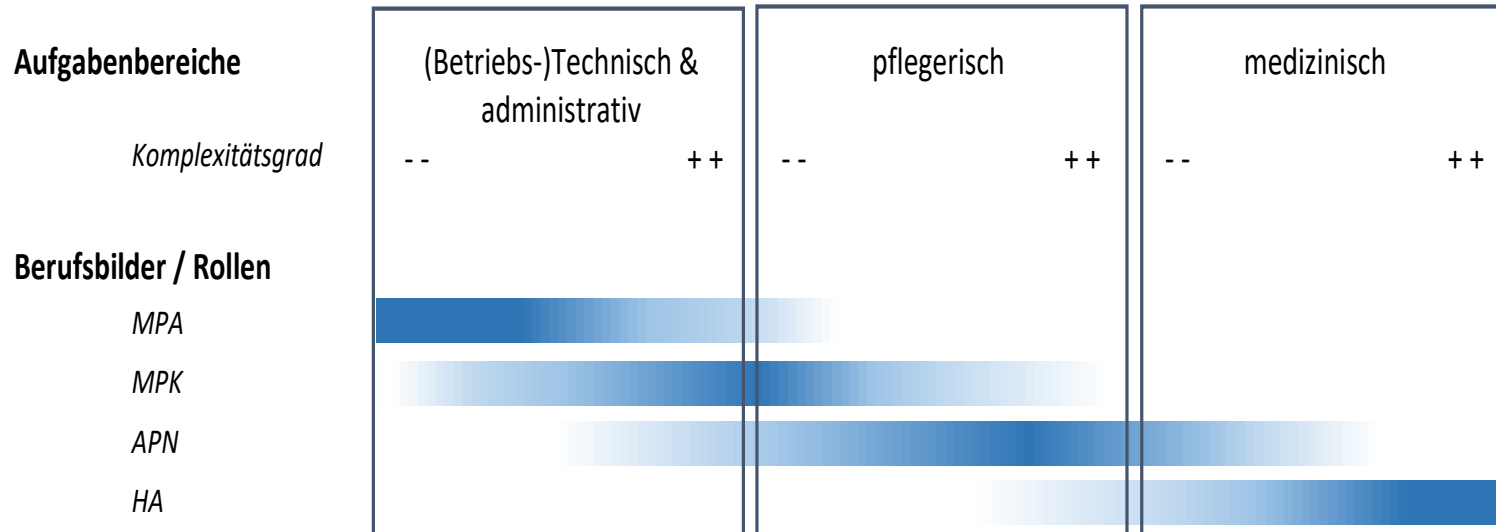 Aufgabenbereiche
(Betriebs-)Technisch &
administrativ
pflegerisch
medizinisch
Komplexitätsgrad
- - + + - - + + - - + +
Berufsbilder / Rollen
MPA
MPK
APN
HA